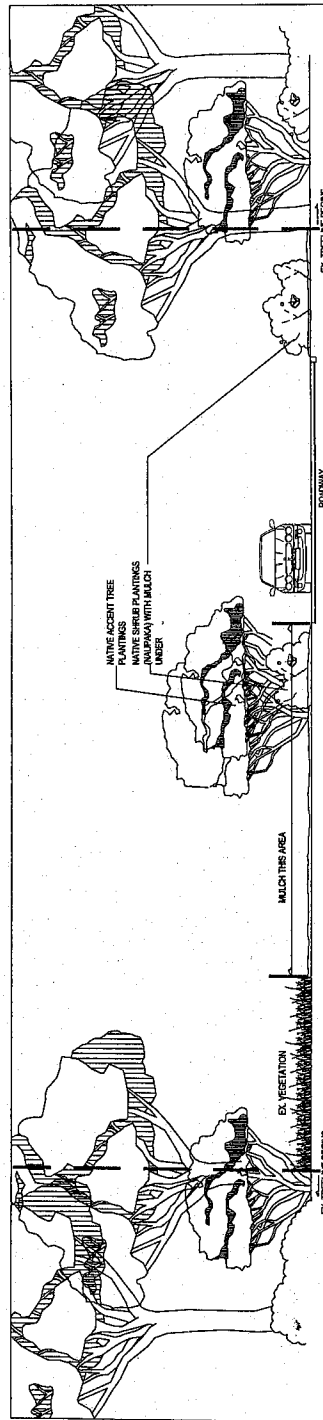 NATIVE ACCENT TREE
PLANTINGS
NATIVE SHRUB PLANTINGS
(NAUPAKA) WITH MULCH
UNDER
EX. VEGETATION
MULCH THIS AREA
ROADWAY